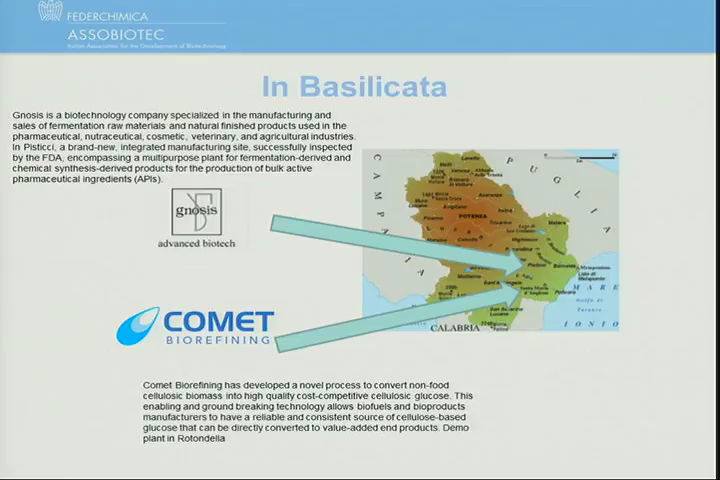 FEDERCHIMICA
ASSOBIOTEC
Italian Association for the Development of Biotechnology
In Basilicata
Gnosis is a biotechnology company specialized in the manufacturing and
sales of fermentation raw materials and natural finished products used in the
pharmaceutical, nutraceutical, cosmetic, veterinary, and agricultural industries.
In Pisticci, a brand-new, integrated manufacturing site, successfully inspected
by the FDA, encompassing a multipurpose plant for fermentation-derived and
chemical synthesis-derived products for the production of bulk active
pharmaceutical ingredients (APIs).
gnosis
advanced biotech
CAMPANIA
PUGLIA
POTENZA
Matera
Bernalda
Policoro
MARE
IONIO
CALABRIA
COMET
BIOREFINING
Comet Biorefining has developed a novel process to convert non-food
cellulosic biomass into high quality cost-competitive cellulosic glucose. This
enabling and ground breaking technology allows biofuels and bioproducts
manufacturers to have a reliable and consistent source of cellulose-based
glucose that can be directly converted to value-added end products. Demo
plant in Rotondella